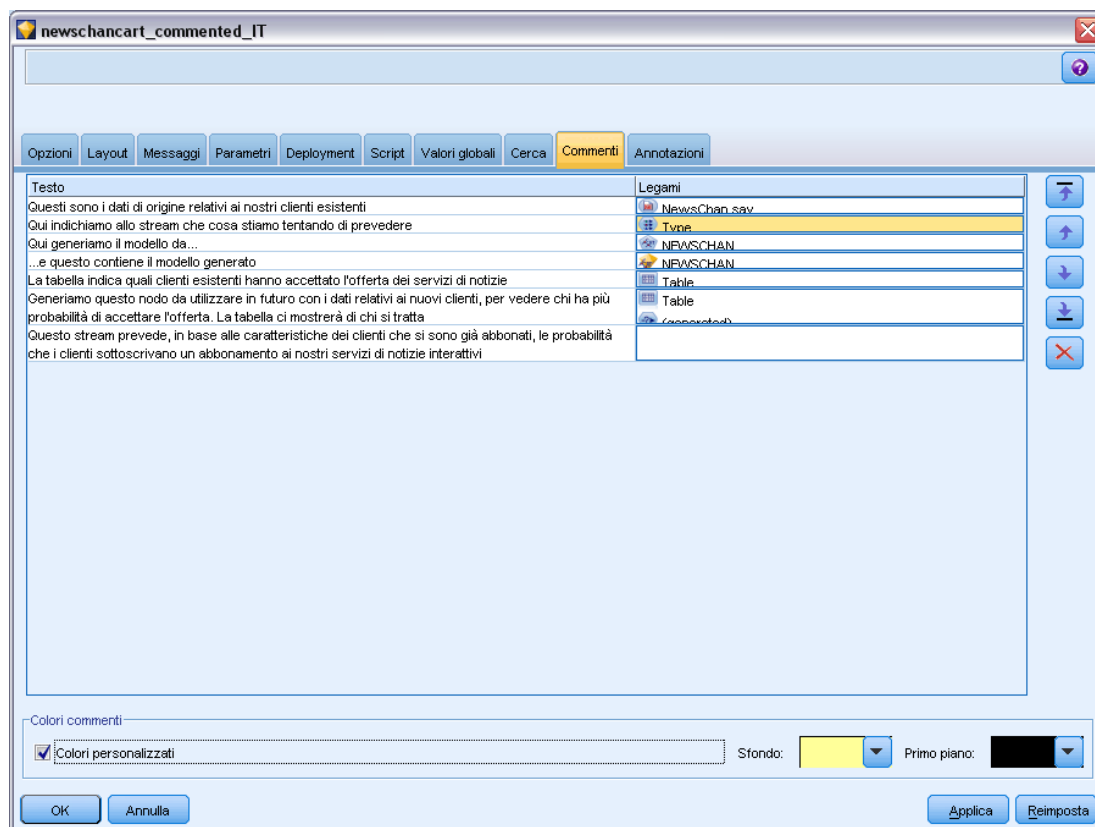 newschancart_commented_IT
Opzioni Layout Messaggi Parametri Deployment Script Valori globali Cerca Commenti Annotazioni
Testo Legami
Questi sono i dati di origine relativi ai nostri clienti esistenti NewsChan.sav
Qui indichiamo allo stream che cosa stiamo tentando di prevedere Type
Qui generiamo il modello da... NEWSCHAN
...e questo contiene il modello generato NEWSCHAN
La tabella indica quali clienti esistenti hanno accettato l'offerta dei servizi di notizie Table
Generiamo questo nodo da utilizzare in futuro con i dati relativi ai nuovi clienti, per vedere chi ha più Table
probabilità di accettare l'offerta. La tabella ci mostrerà di chi si tratta (generated)
Questo stream prevede, in base alle caratteristiche dei clienti che si sono già abbonati, le probabilità
che i clienti sottoscrivano un abbonamento ai nostri servizi di notizie interattivi
Colori commenti
Colori personalizzati Sfondo: Primo piano:
OK Annulla Applica Reimposta